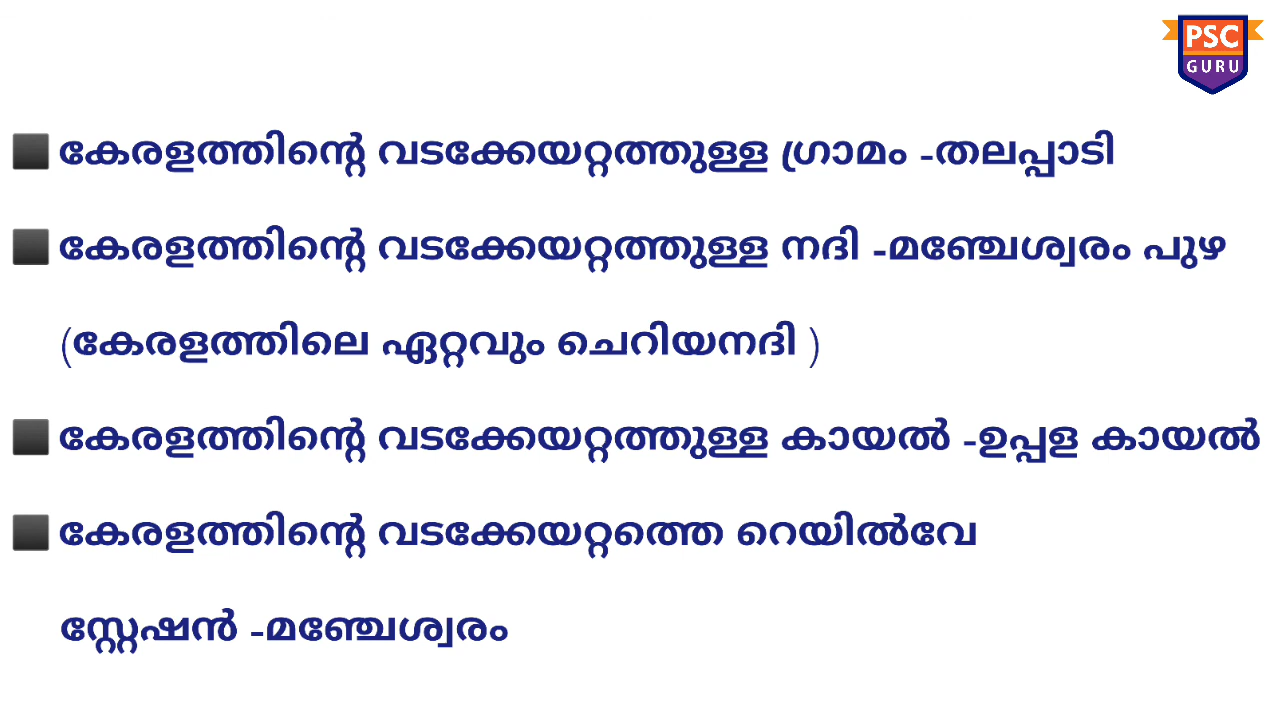 PSC
GURU
കേരളത്തിന്റെ വടക്കേയറ്റത്തുള്ള ഗ്രാമം -തലപ്പാടി
കേരളത്തിന്റെ വടക്കേയറ്റത്തുള്ള നദി -മഞ്ചേശ്വരം പുഴ
(കേരളത്തിലെ ഏറ്റവും ചെറിയനദി )
കേരളത്തിന്റെ വടക്കേയറ്റത്തുള്ള കായൽ -ഉപ്പള കായൽ
കേരളത്തിന്റെ വടക്കേയറ്റത്തെ റെയിൽവേ
സ്റ്റേഷൻ -മഞ്ചേശ്വരം